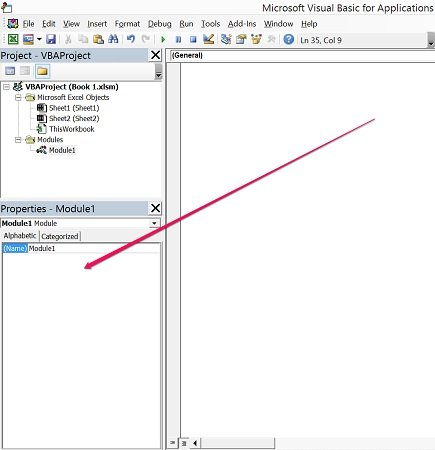 Microsoft Visual Basic for Applications
File Edit View Insert Format Debug Run Tools Add-Ins Window Help
Ln 35, Col 9
Project - VBAProject
(General)
VBAProject (Book 1.xlsm)
Microsoft Excel Objects
Sheet1 (Sheet1)
Sheet2 (Sheet2)
ThisWorkbook
Modules
Module1
Properties - Module1
Module1 Module
Alphabetic Categorized
(Name) Module1